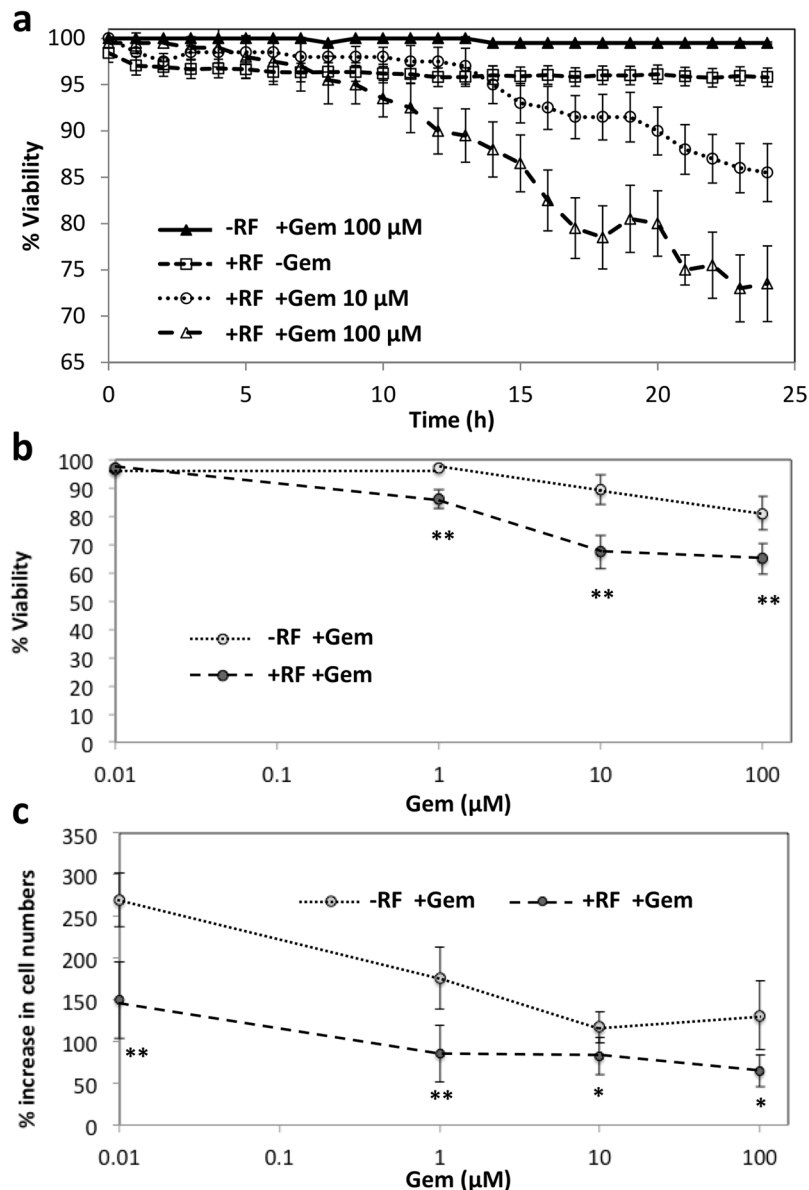 a
100
95
90
85
80
75
70
65
% Viability
-RF +Gem 100 µM
+RF -Gem
+RF +Gem 10 µM
+RF +Gem 100 µM
0 5 10 15 20 25
Time (h)
b
100
90
80
70
60
50
40
30
20
10
0
% Viability
**
**
**
-RF +Gem
+RF +Gem
0.01 0.1 1 10 100
Gem (µM)
c
350
300
250
200
150
100
50
0
% increase in cell numbers
-RF +Gem +RF +Gem
**
**
*
*
0.01 0.1 1 10 100
Gem (µM)